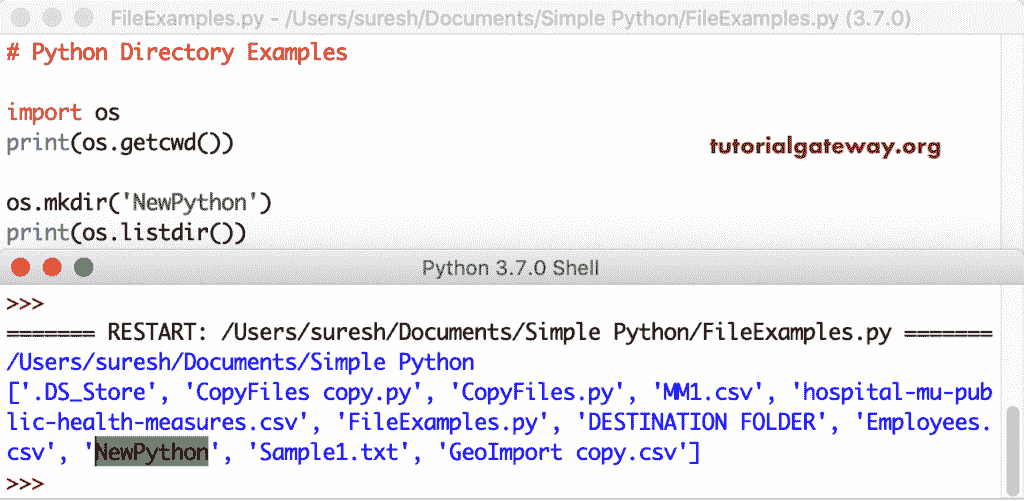 FileExamples.py - /Users/suresh/Documents/Simple Python/FileExamples.py (3.7.0)
# Python Directory Examples
import os
print(os.getcwd())
tutorialgateway.org
os.mkdir('NewPython')
print(os.listdir())
Python 3.7.0 Shell
>>>
======= RESTART: /Users/suresh/Documents/Simple Python/FileExamples.py =======
/Users/suresh/Documents/Simple Python
['.DS_Store', 'CopyFiles copy.py', 'CopyFiles.py', 'MM1.csv', 'hospital-mu-pub
lic-health-measures.csv', 'FileExamples.py', 'DESTINATION FOLDER', 'Employees.
csv', 'NewPython', 'Sample1.txt', 'GeoImport copy.csv']
>>>